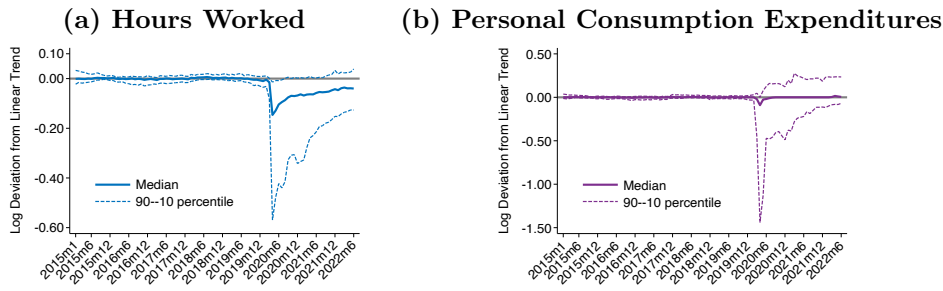 (a) Hours Worked
Log Deviation from Linear Trend
0.10
0.00
-0.20
-0.40
-0.60
Median
90--10 percentile
2015m1
2015m6
2015m12
2016m6
2016m12
2017m6
2017m12
2018m6
2018m12
2019m6
2019m12
2020m6
2020m12
2021m6
2021m12
2022m6
(b) Personal Consumption Expenditures
Log Deviation from Linear Trend
0.50
0.00
-0.50
-1.00
-1.50
Median
90--10 percentile
2015m1
2015m6
2015m12
2016m6
2016m12
2017m6
2017m12
2018m6
2018m12
2019m6
2019m12
2020m6
2020m12
2021m6
2021m12
2022m6